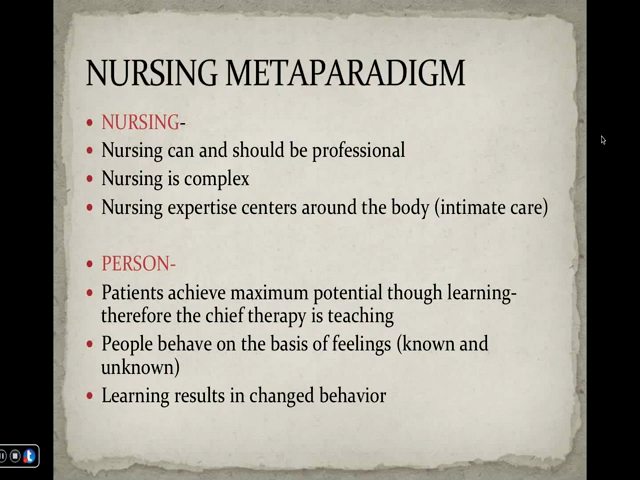 NURSING METAPARADIGM
• NURSING-
• Nursing can and should be professional
• Nursing is complex
• Nursing expertise centers around the body (intimate care)
• PERSON-
• Patients achieve maximum potential though learning-
therefore the chief therapy is teaching
• People behave on the basis of feelings (known and
unknown)
• Learning results in changed behavior